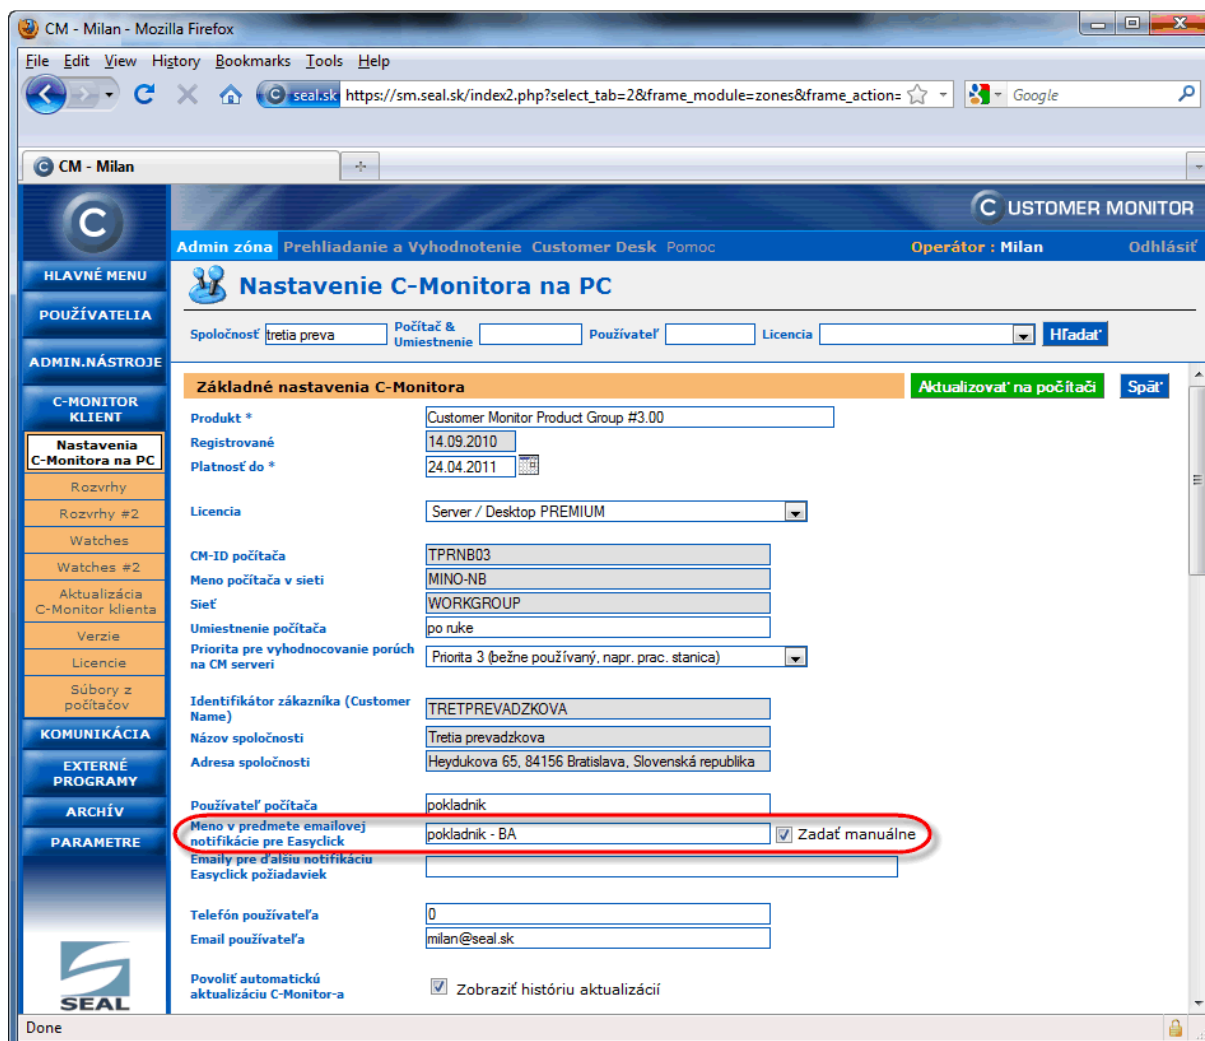 CM - Milan - Mozilla Firefox
File Edit View History Bookmarks Tools Help
seal.sk https://sm.seal.sk/index2.php?select_tab=2&frame_module=zones&frame_action= Google
CM - Milan
C USTOMER MONITOR
Admin zóna Prehliadanie a Vyhodnotenie Customer Desk Pomoc Operátor : Milan Odhlásiť
HLAVNÉ MENU
POUŽÍVATELIA
ADMIN.NÁSTROJE
C-MONITOR
KLIENT
Nastavenia
C-Monitora na PC
Rozvrhy
Rozvrhy #2
Watches
Watches #2
Aktualizácia
C-Monitor klienta
Verzie
Licencie
Súbory z
počítačov
KOMUNIKÁCIA
EXTERNÉ
PROGRAMY
ARCHÍV
PARAMETRE
SEAL
Nastavenie C-Monitora na PC
Spoločnosť tretia preva Počítač & Umiestnenie Používateľ Licencia Hľadať
Základné nastavenia C-Monitora Aktualizovať na počítači Späť
Produkt * Customer Monitor Product Group #3.00
Registrované 14.09.2010
Platnosť do * 24.04.2011
Licencia Server / Desktop PREMIUM
CM-ID počítača TPRNB03
Meno počítača v sieti MINO-NB
Sieť WORKGROUP
Umiestnenie počítača po ruke
Priorita pre vyhodnocovanie porúch
na CM serveri Priorita 3 (bežne používaný, napr. prac. stanica)
Identifikátor zákazníka (Customer
Name) TRETPREVADZKOVA
Názov spoločnosti Tretia prevadzkova
Adresa spoločnosti Heydukova 65, 84156 Bratislava, Slovenská republika
Používateľ počítača pokladnik
Meno v predmete emailovej
notifikácie pre Easyclick pokladnik - BA Zadať manuálne
Emaily pre ďalšiu notifikáciu
Easyclick požiadaviek
Telefón používateľa 0
Email používateľa milan@seal.sk
Povoliť automatickú
aktualizáciu C-Monitor-a Zobraziť históriu aktualizácií
Done